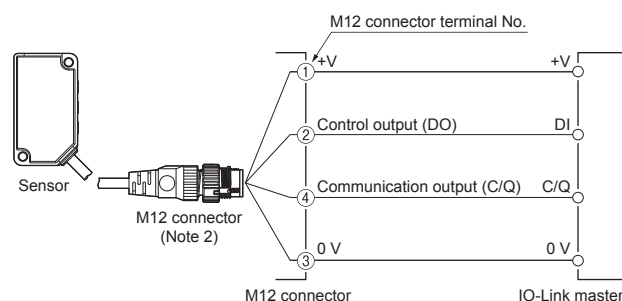 M12 connector terminal No.
1 +V +V
2 Control output (DO) DI
Sensor
4 Communication output (C/Q) C/Q
M12 connector
(Note 2)
3 0 V 0 V
M12 connector IO-Link master